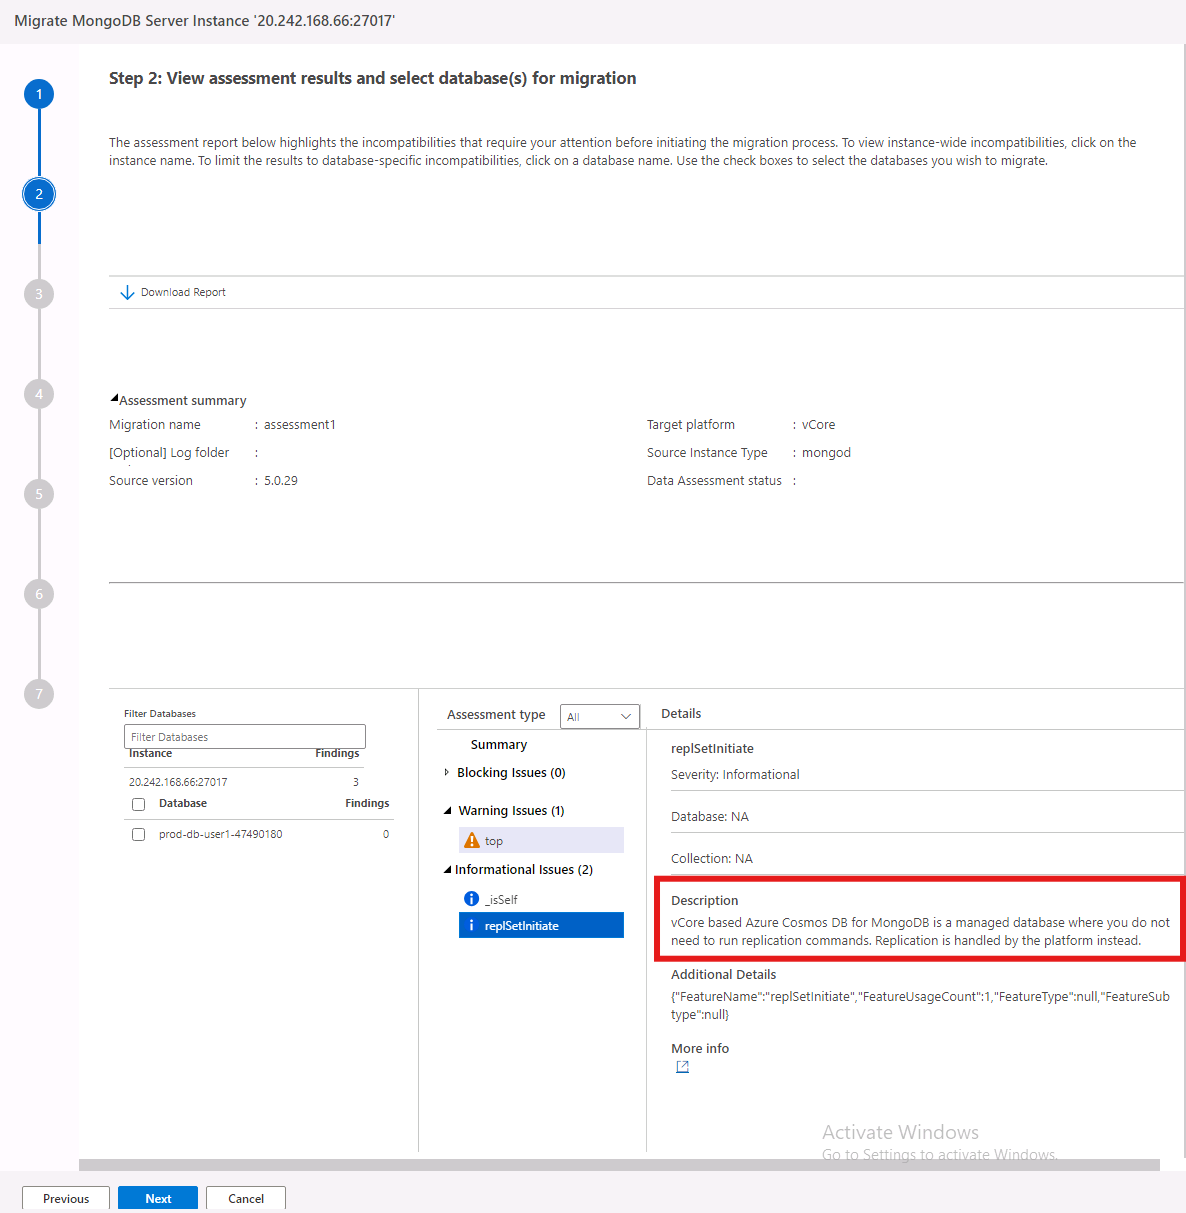 Migrate MongoDB Server Instance '20.242.168.66:27017'
1
2
3
4
5
6
7
Step 2: View assessment results and select database(s) for migration
The assessment report below highlights the incompatibilities that require your attention before initiating the migration process. To view instance-wide incompatibilities, click on the
instance name. To limit the results to database-specific incompatibilities, click on a database name. Use the check boxes to select the databases you wish to migrate.
Download Report
Assessment summary
Migration name : assessment1
Target platform : vCore
[Optional] Log folder :
Source Instance Type : mongod
Source version : 5.0.29
Data Assessment status :
Filter Databases
Filter Databases
Instance Findings
20.242.168.66:27017 3
Database Findings
prod-db-user1-47490180 0
Assessment type All
Summary
Blocking Issues (0)
Warning Issues (1)
top
Informational Issues (2)
_isSelf
replSetInitiate
Details
replSetInitiate
Severity: Informational
Database: NA
Collection: NA
Description
vCore based Azure Cosmos DB for MongoDB is a managed database where you do not
need to run replication commands. Replication is handled by the platform instead.
Additional Details
{"FeatureName":"replSetInitiate","FeatureUsageCount":1,"FeatureType":null,"FeatureSub
type":null}
More info
Activate Windows
Go to Settings to activate Windows.
Previous
Next
Cancel